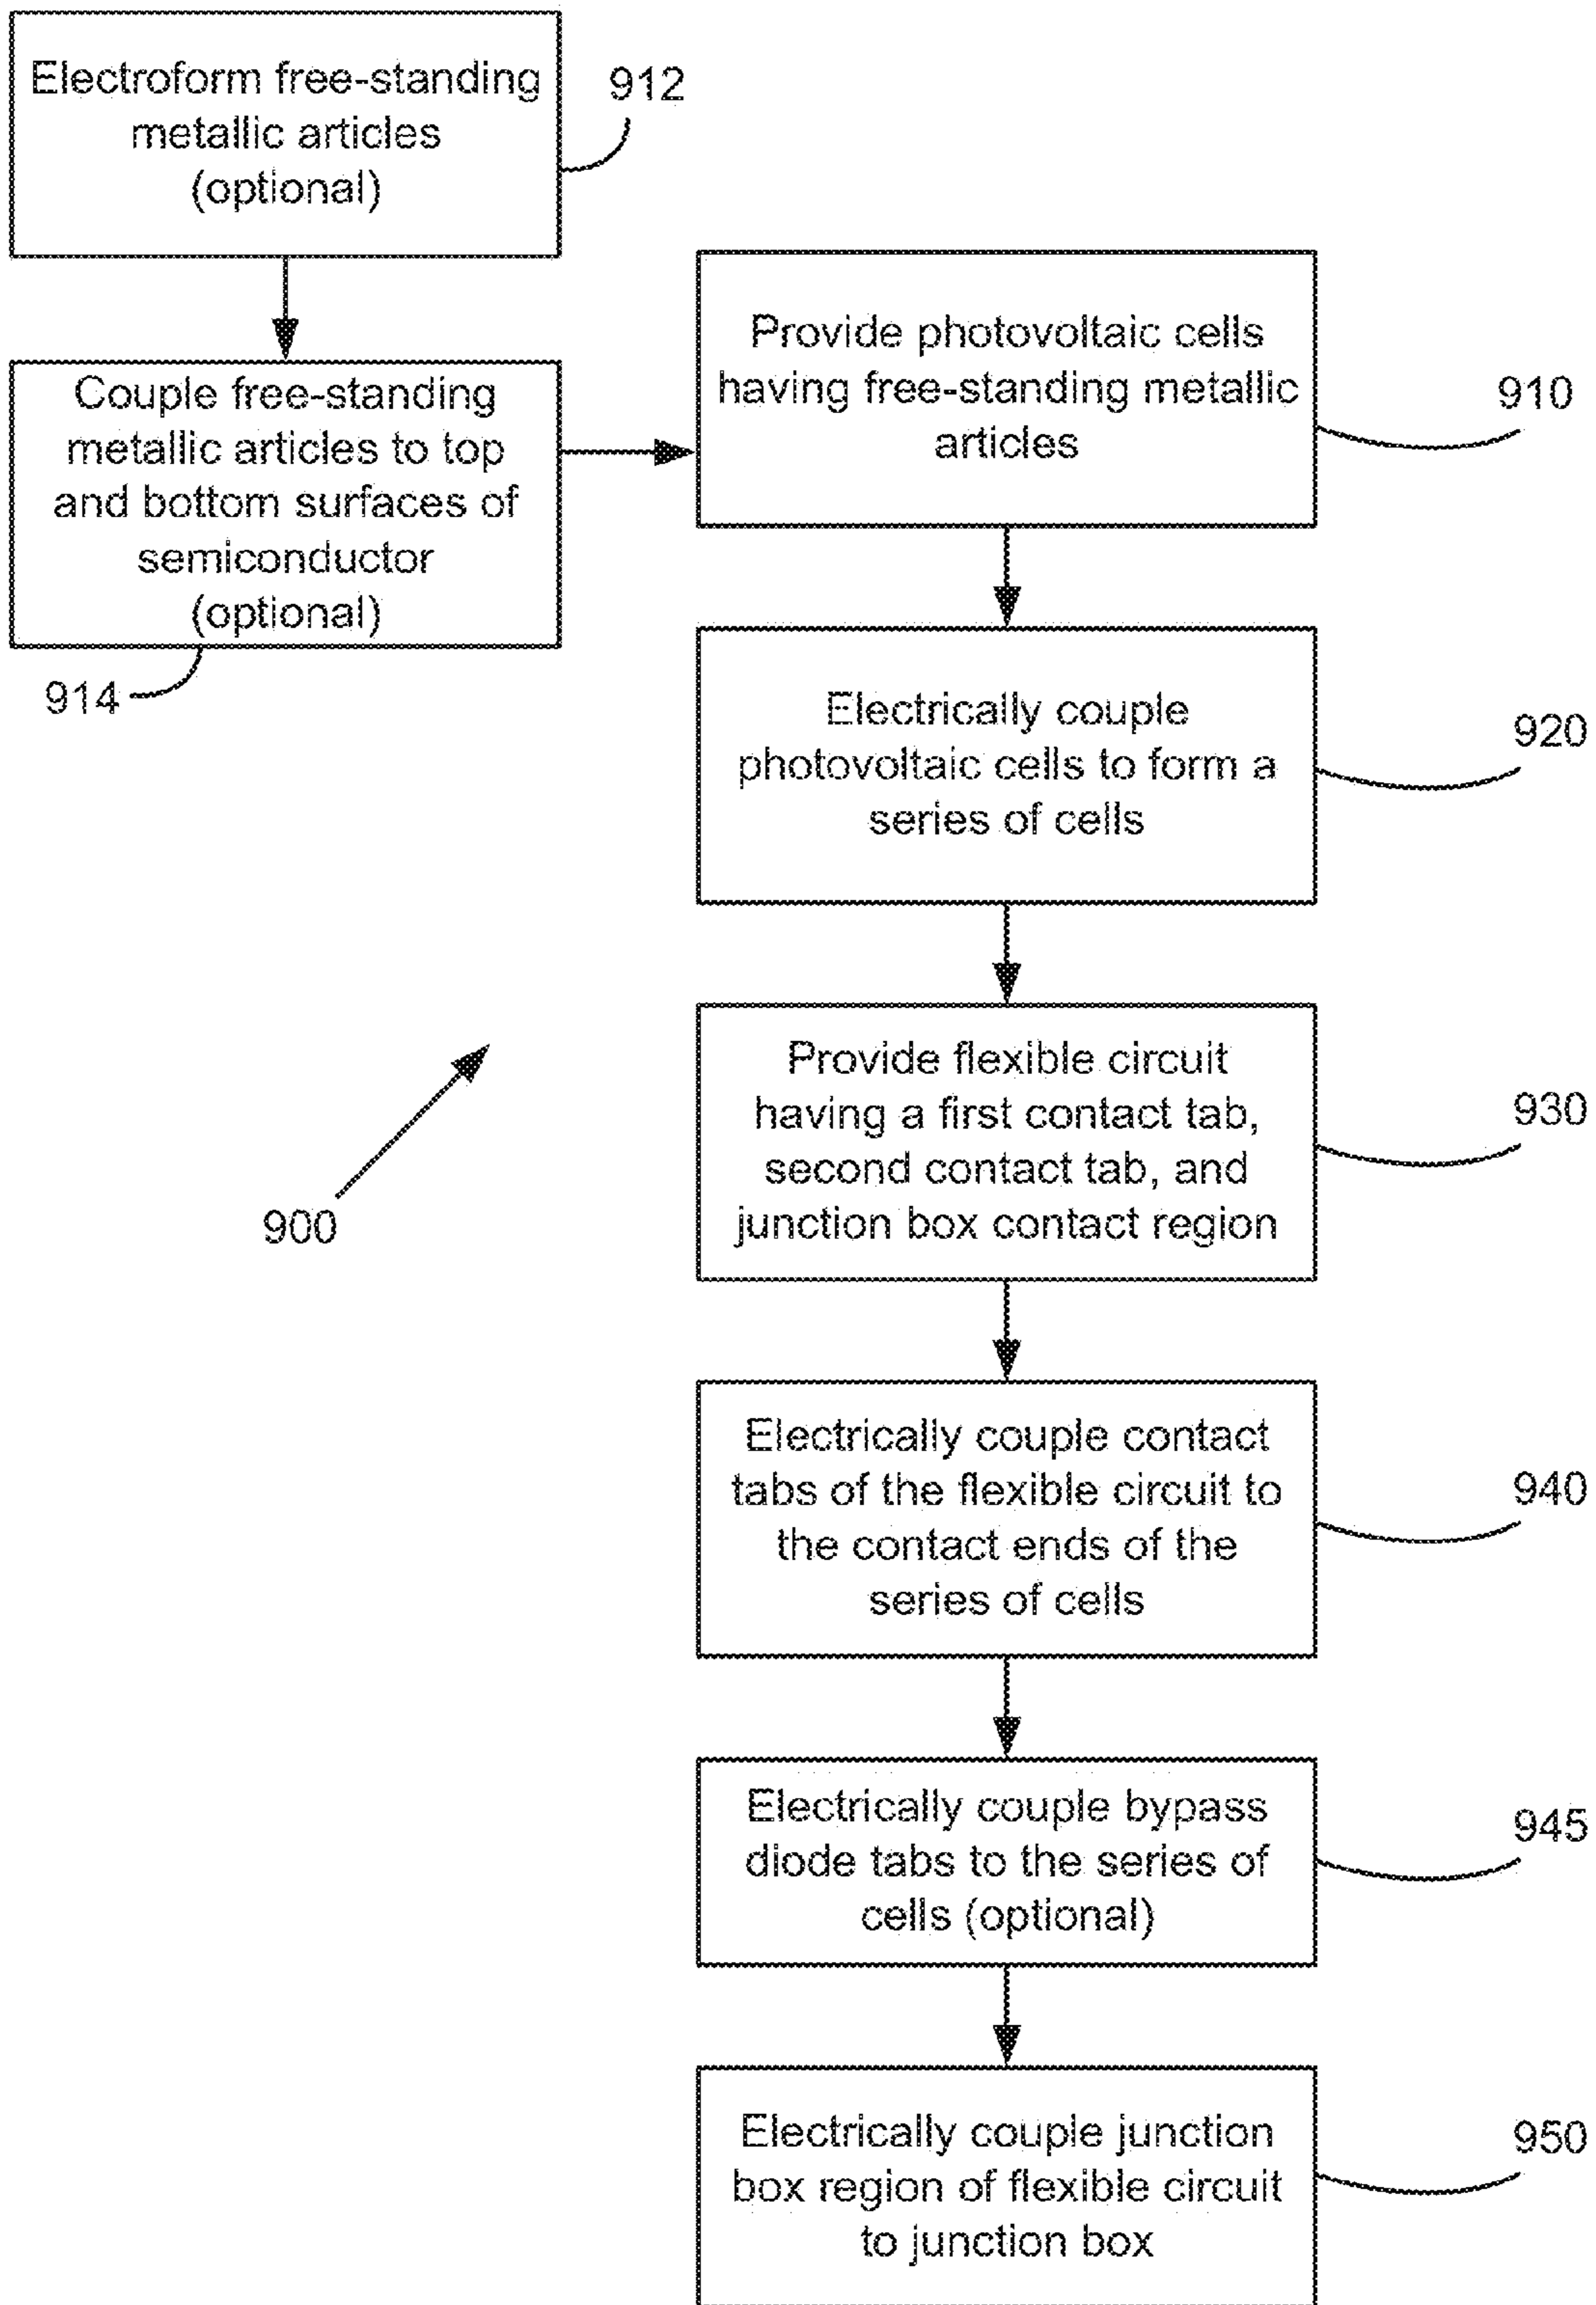 Electroform free-standing
metallic articles
(optional)
912
Couple free-standing
metallic articles to top
and bottom surfaces of
semiconductor
(optional)
914
Provide photovoltaic cells
having free-standing metallic
articles
910
Electrically couple
photovoltaic cells to form a
series of cells
920
Provide flexible circuit
having a first contact tab,
second contact tab, and
junction box contact region
930
900
Electrically couple contact
tabs of the flexible circuit to
the contact ends of the
series of cells
940
Electrically couple bypass
diode tabs to the series of
cells (optional)
945
Electrically couple junction
box region of flexible circuit
to junction box
950